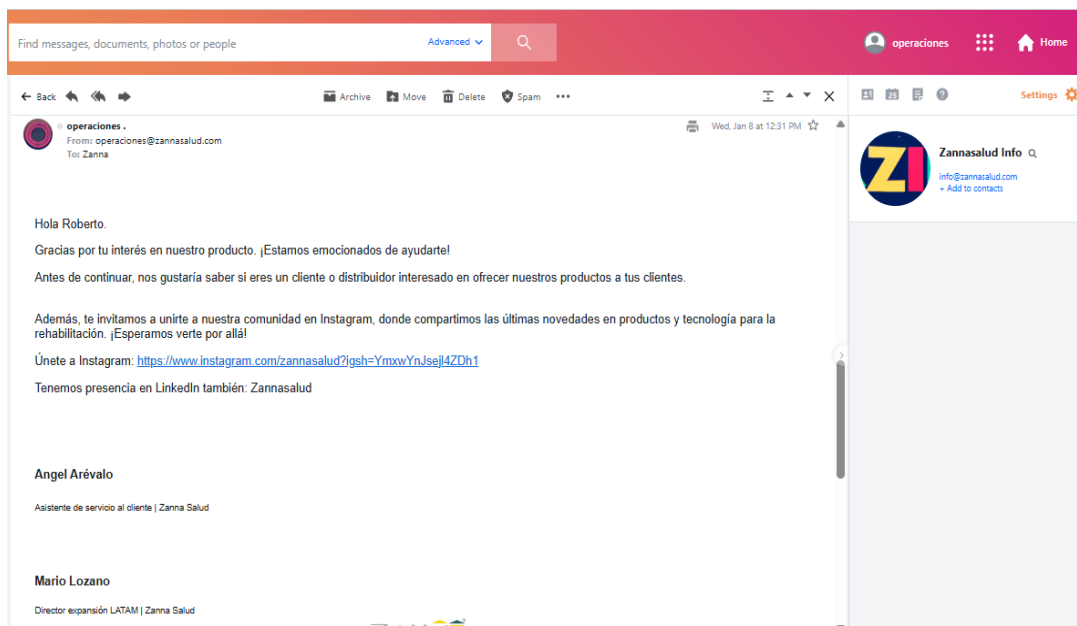 Find messages, documents, photos or people
Advanced
operaciones
Home
Back
Archive
Move
Delete
Spam
25
Settings
operaciones .
Wed, Jan 8 at 12:31 PM
From: operaciones@zannasalud.com
To: Zanna
ZI
Zannasalud Info
info@zannasalud.com
+ Add to contacts
Hola Roberto.
Gracias por tu interés en nuestro producto. ¡Estamos emocionados de ayudarte!
Antes de continuar, nos gustaría saber si eres un cliente o distribuidor interesado en ofrecer nuestros productos a tus clientes.
Además, te invitamos a unirte a nuestra comunidad en Instagram, donde compartimos las últimas novedades en productos y tecnología para la
rehabilitación. ¡Esperamos verte por allá!
Únete a Instagram: https://www.instagram.com/zannasalud?igsh=YmxwYnJsejl4ZDh1
Tenemos presencia en LinkedIn también: Zannasalud
Angel Arévalo
Asistente de servicio al cliente | Zanna Salud
Mario Lozano
Director expansión LATAM | Zanna Salud